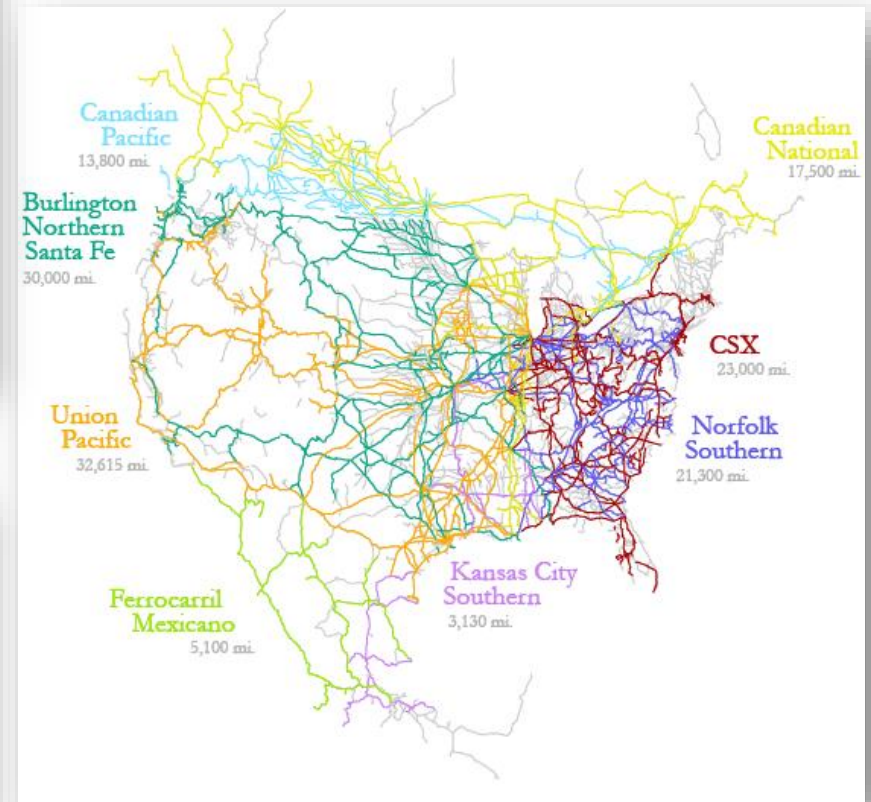 Canadian
Pacific
13,800 mi.
Canadian
National
17,500 mi.
Burlington
Northern
Santa Fe
30,000 mi.
CSX
23,000 mi.
Union
Pacific
32,615 mi.
Norfolk
Southern
21,300 mi.
Kansas City
Southern
3,130 mi.
Ferrocarril
Mexicano
5,100 mi.